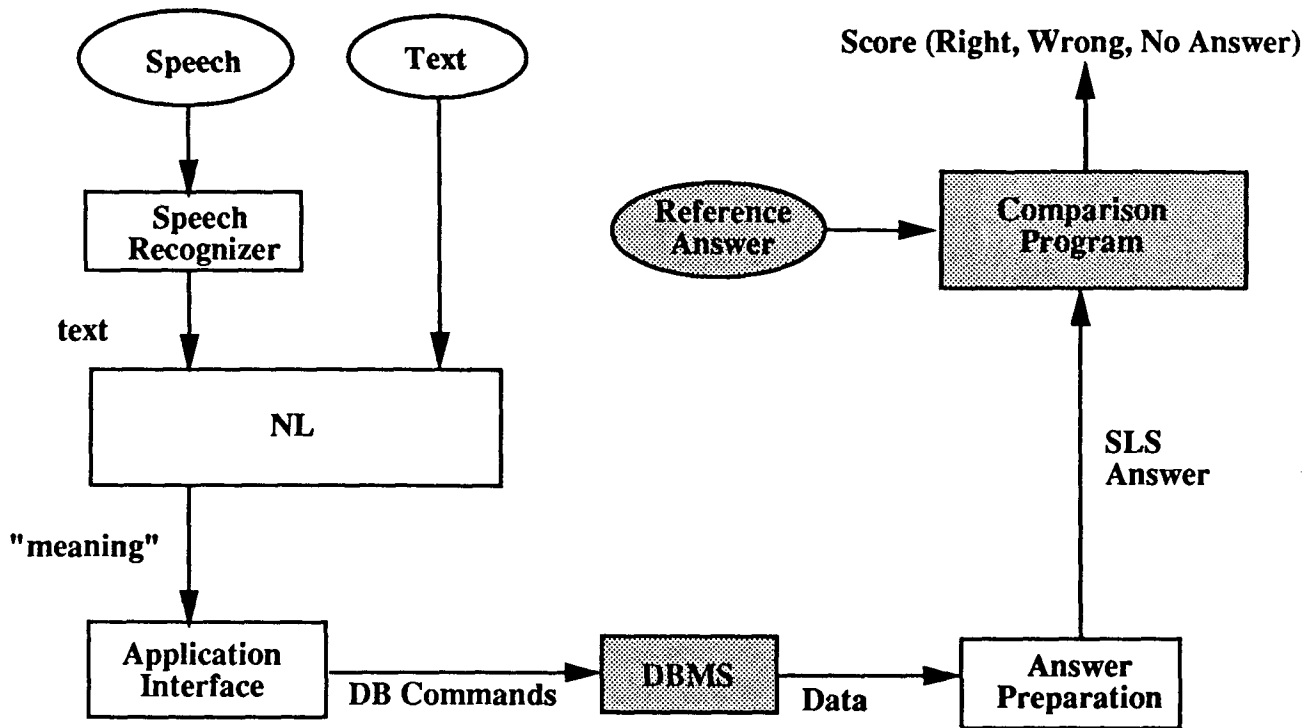 Speech
Text
Score (Right, Wrong, No Answer)
Speech
Recognizer
Reference
Answer
Comparison
Program
text
NL
SLS
Answer
"meaning"
Application
Interface
DB Commands
DBMS
Data
Answer
Preparation